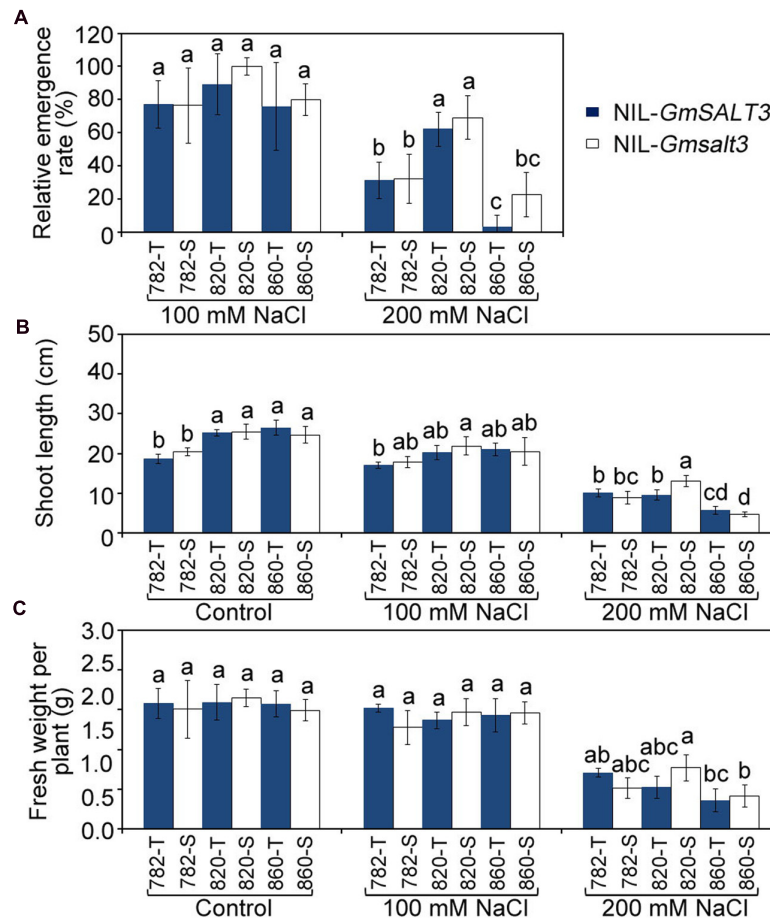 A
Relative emergence
rate (%)
120
100
80
60
40
20
0
a a a a a a
b b a a c bc
782-T 782-S 820-T 820-S 860-T 860-S
782-T 782-S 820-T 820-S 860-T 860-S
100 mM NaCl 200 mM NaCl
NIL-GmSALT3
NIL-Gmsalt3
B
Shoot length (cm)
50
40
30
20
10
0
b b a a a a
b ab ab a ab ab
b bc b a cd d
782-T 782-S 820-T 820-S 860-T 860-S
782-T 782-S 820-T 820-S 860-T 860-S
782-T 782-S 820-T 820-S 860-T 860-S
Control 100 mM NaCl 200 mM NaCl
C
Fresh weight per
plant (g)
3.0
2.5
2.0
1.5
1.0
0.5
0.0
a a a a a a
a a a a a a
ab abc abc a bc b
782-T 782-S 820-T 820-S 860-T 860-S
782-T 782-S 820-T 820-S 860-T 860-S
782-T 782-S 820-T 820-S 860-T 860-S
Control 100 mM NaCl 200 mM NaCl